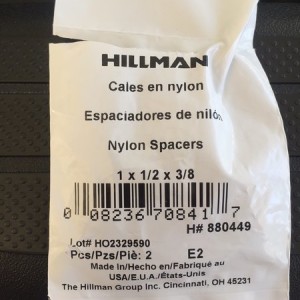 HILLMAN
Cales en nylon
Espaciadores de nilón
Nylon Spacers
1 x 1/2 x 3/8
0 08236 70841 7
H# 880449
Lot# HO2329590
Pcs/Pzs/Piè: 2 E2
Made in/Hecho en/Fabriqué au
USA/E.U.A./États-Unis
The Hillman Group Inc. Cincinnati, OH 45231